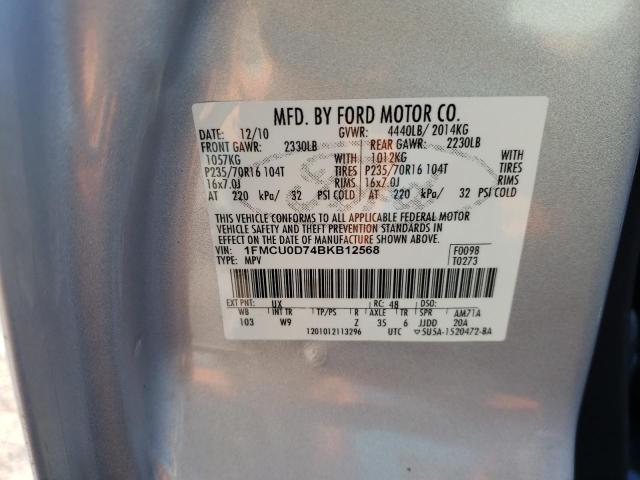 MFD. BY FORD MOTOR CO.
DATE: 12/10 GVWR: 4440LB/ 2014KG
FRONT GAWR: 2330LB REAR GAWR: 2230LB
1057KG WITH 1012KG WITH
P235/70R16 104T TIRES P235/70R16 104T TIRES
16x7.0J RIMS 16x7.0J RIMS
AT 220 kPa/ 32 PSI COLD AT 220 kPa/ 32 PSI COLD
THIS VEHICLE CONFORMS TO ALL APPLICABLE FEDERAL MOTOR
VEHICLE SAFETY AND THEFT PREVENTION STANDARDS IN
EFFECT ON THE DATE OF MANUFACTURE SHOWN ABOVE.
VIN: 1FMCU0D74BKB12568 F0098
TYPE: MPV T0273
EXT PNT: UX RC: 48 DSO:
WB INT TR TP/PS R AXLE TR SPR AM71A
103 W9 Z 35 6 JJDD 20A
1201012113296 UTC 5U5A-1520472-BA